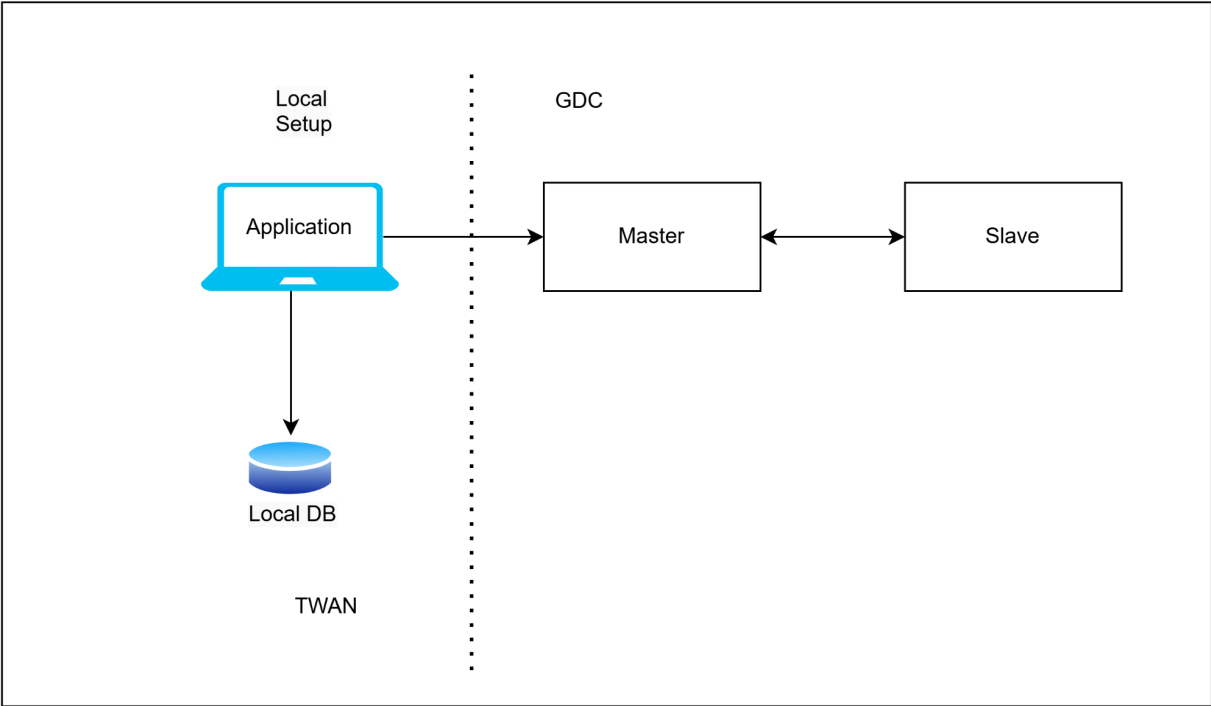 Local
Setup
GDC
Application
Master
Slave
Local DB
TWAN